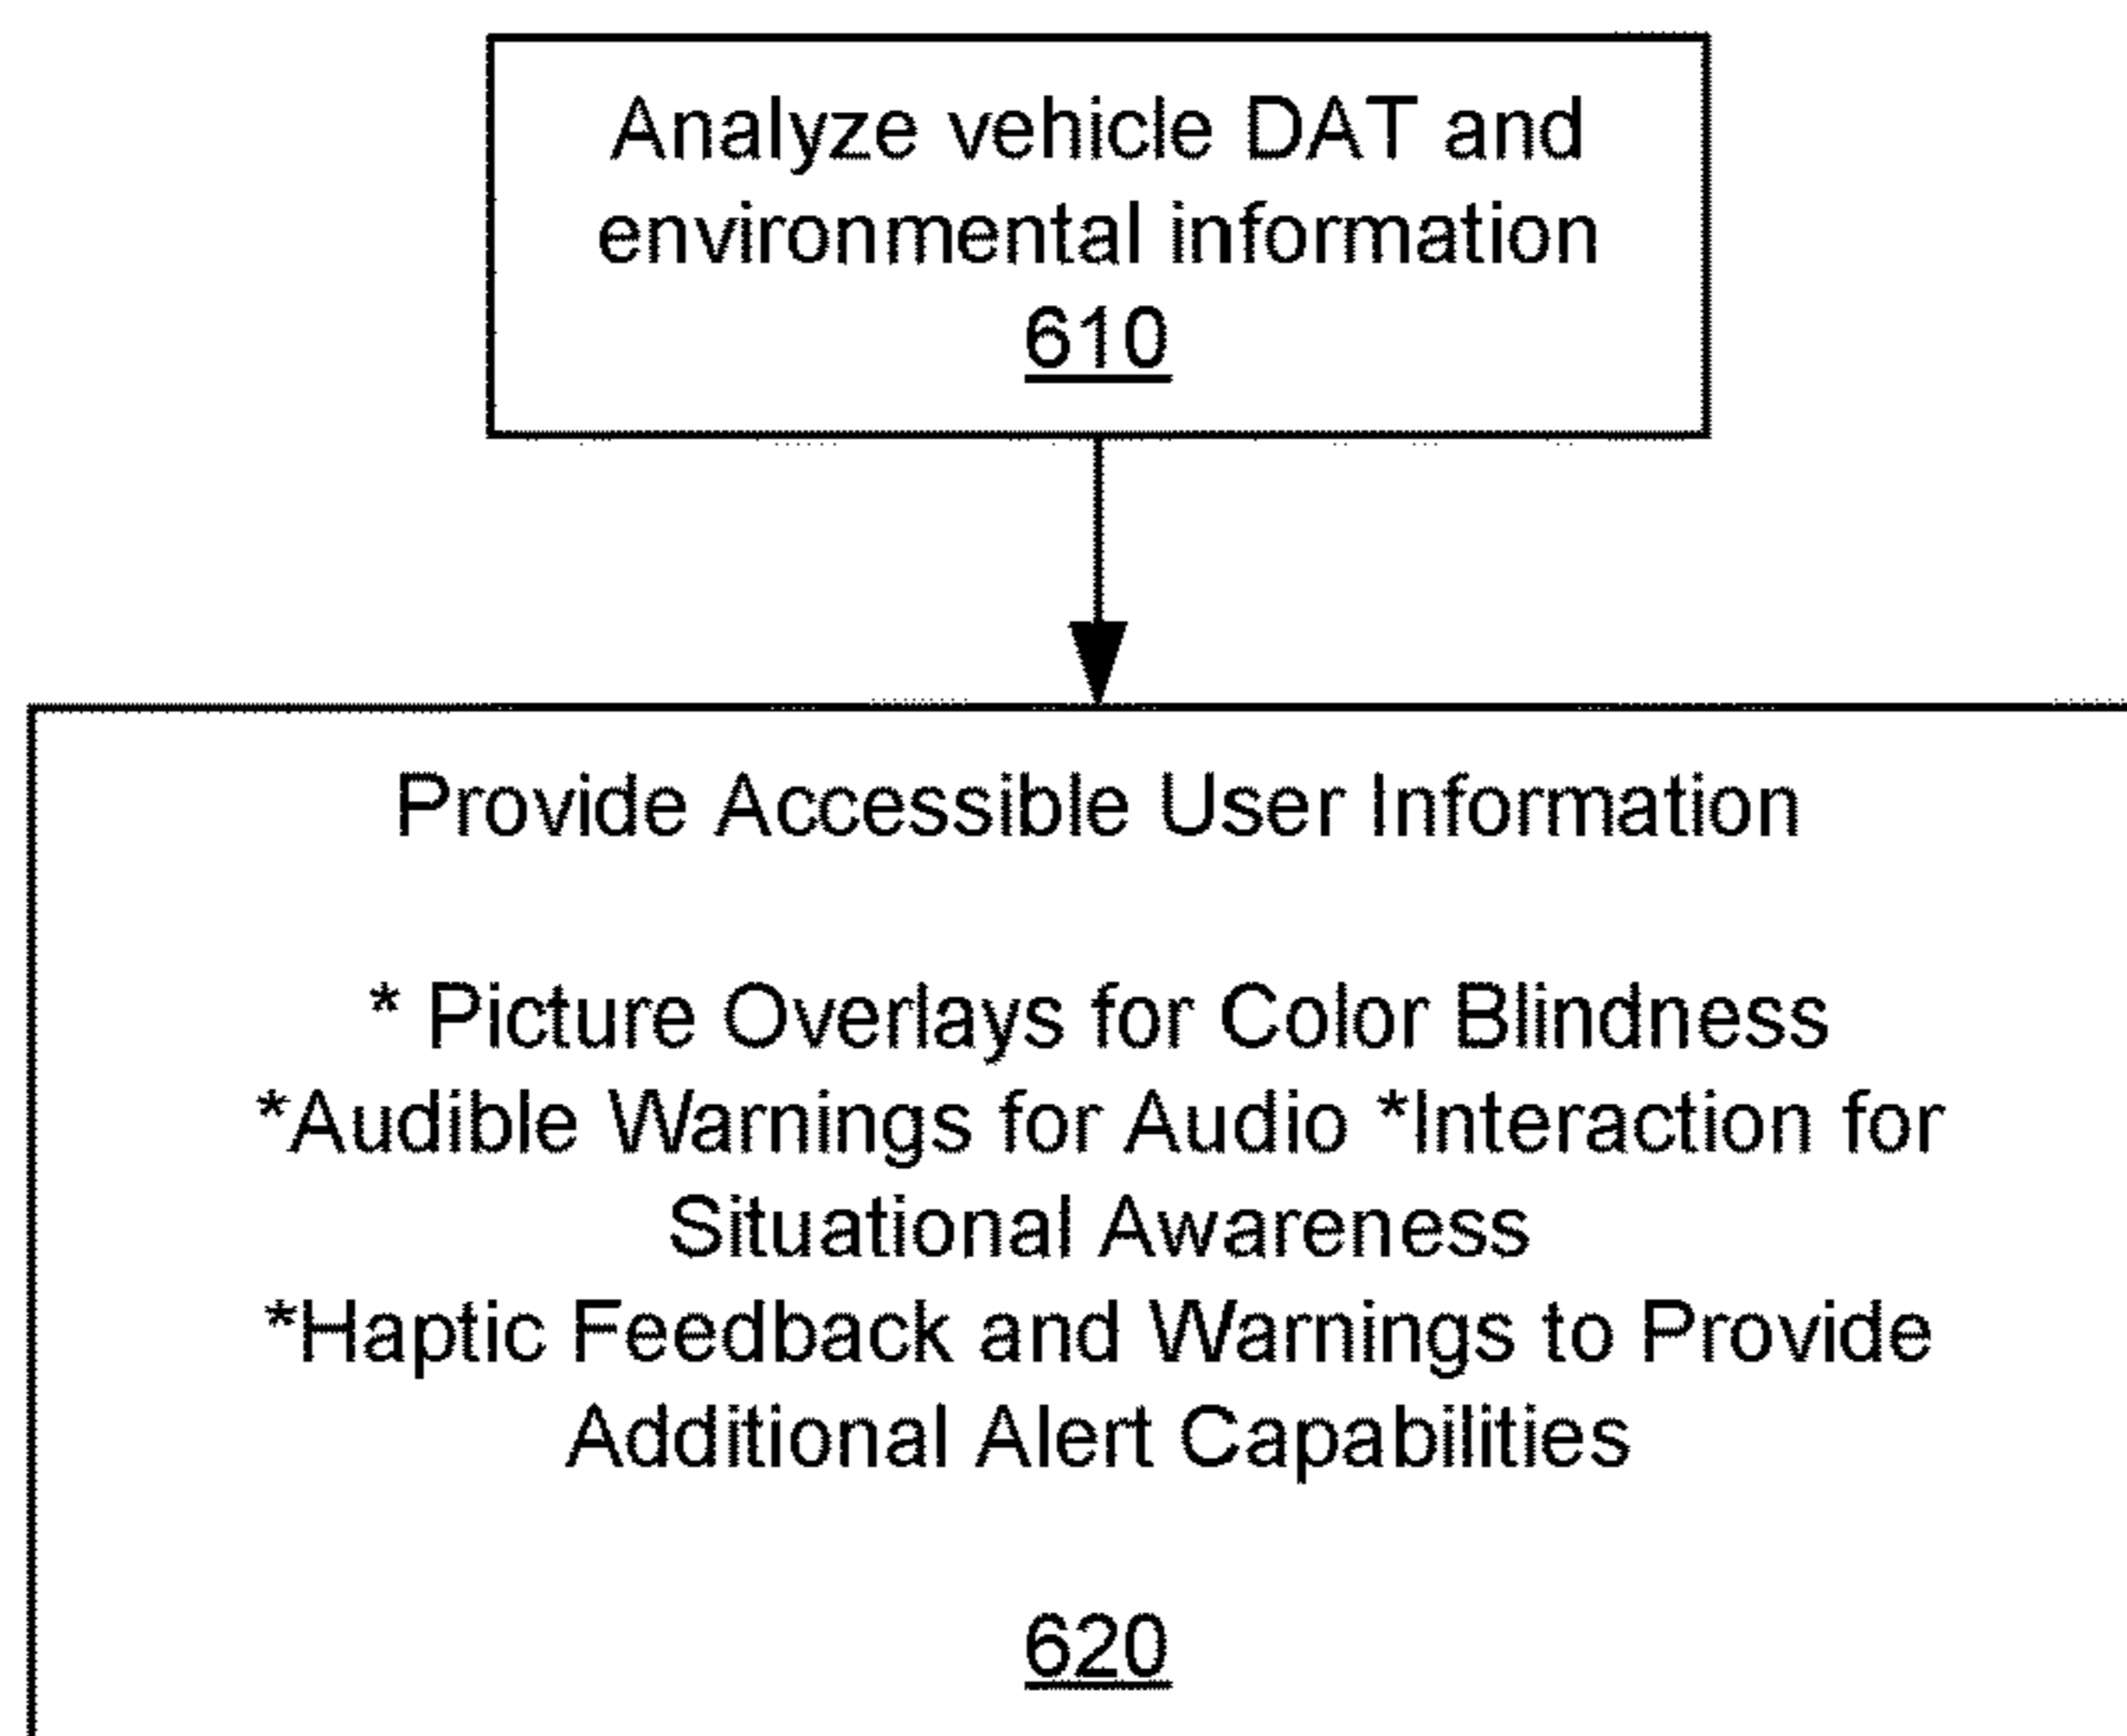 Analyze vehicle DAT and
environmental information
610
Provide Accessible User Information
* Picture Overlays for Color Blindness
*Audible Warnings for Audio *Interaction for
Situational Awareness
*Haptic Feedback and Warnings to Provide
Additional Alert Capabilities
620